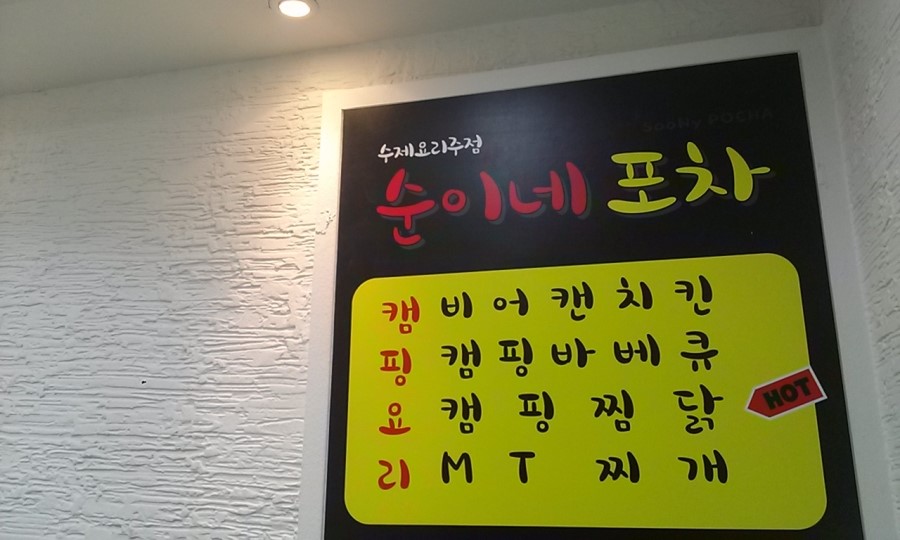 수제요리주점
순이네 포차
캠핑요리
비어캔치킨
캠핑바베큐
캠핑찜닭
HOT
MT찌개